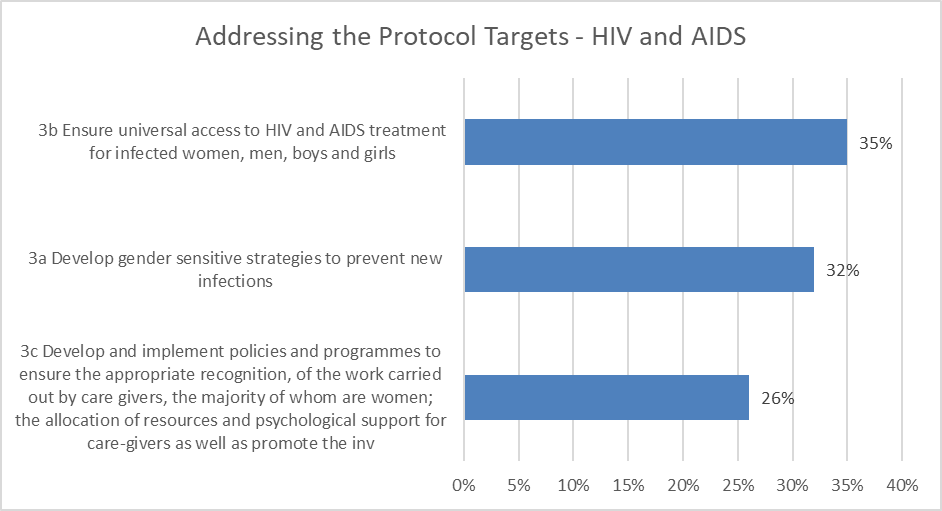 Addressing the Protocol Targets - HIV and AIDS
3b Ensure universal access to HIV and AIDS treatment
for infected women, men, boys and girls
35%
3a Develop gender sensitive strategies to prevent new
infections
32%
3c Develop and implement policies and programmes to
ensure the appropriate recognition, of the work carried
out by care givers, the majority of whom are women;
the allocation of resources and psychological support for
care-givers as well as promote the inv
26%
0% 5% 10% 15% 20% 25% 30% 35% 40%